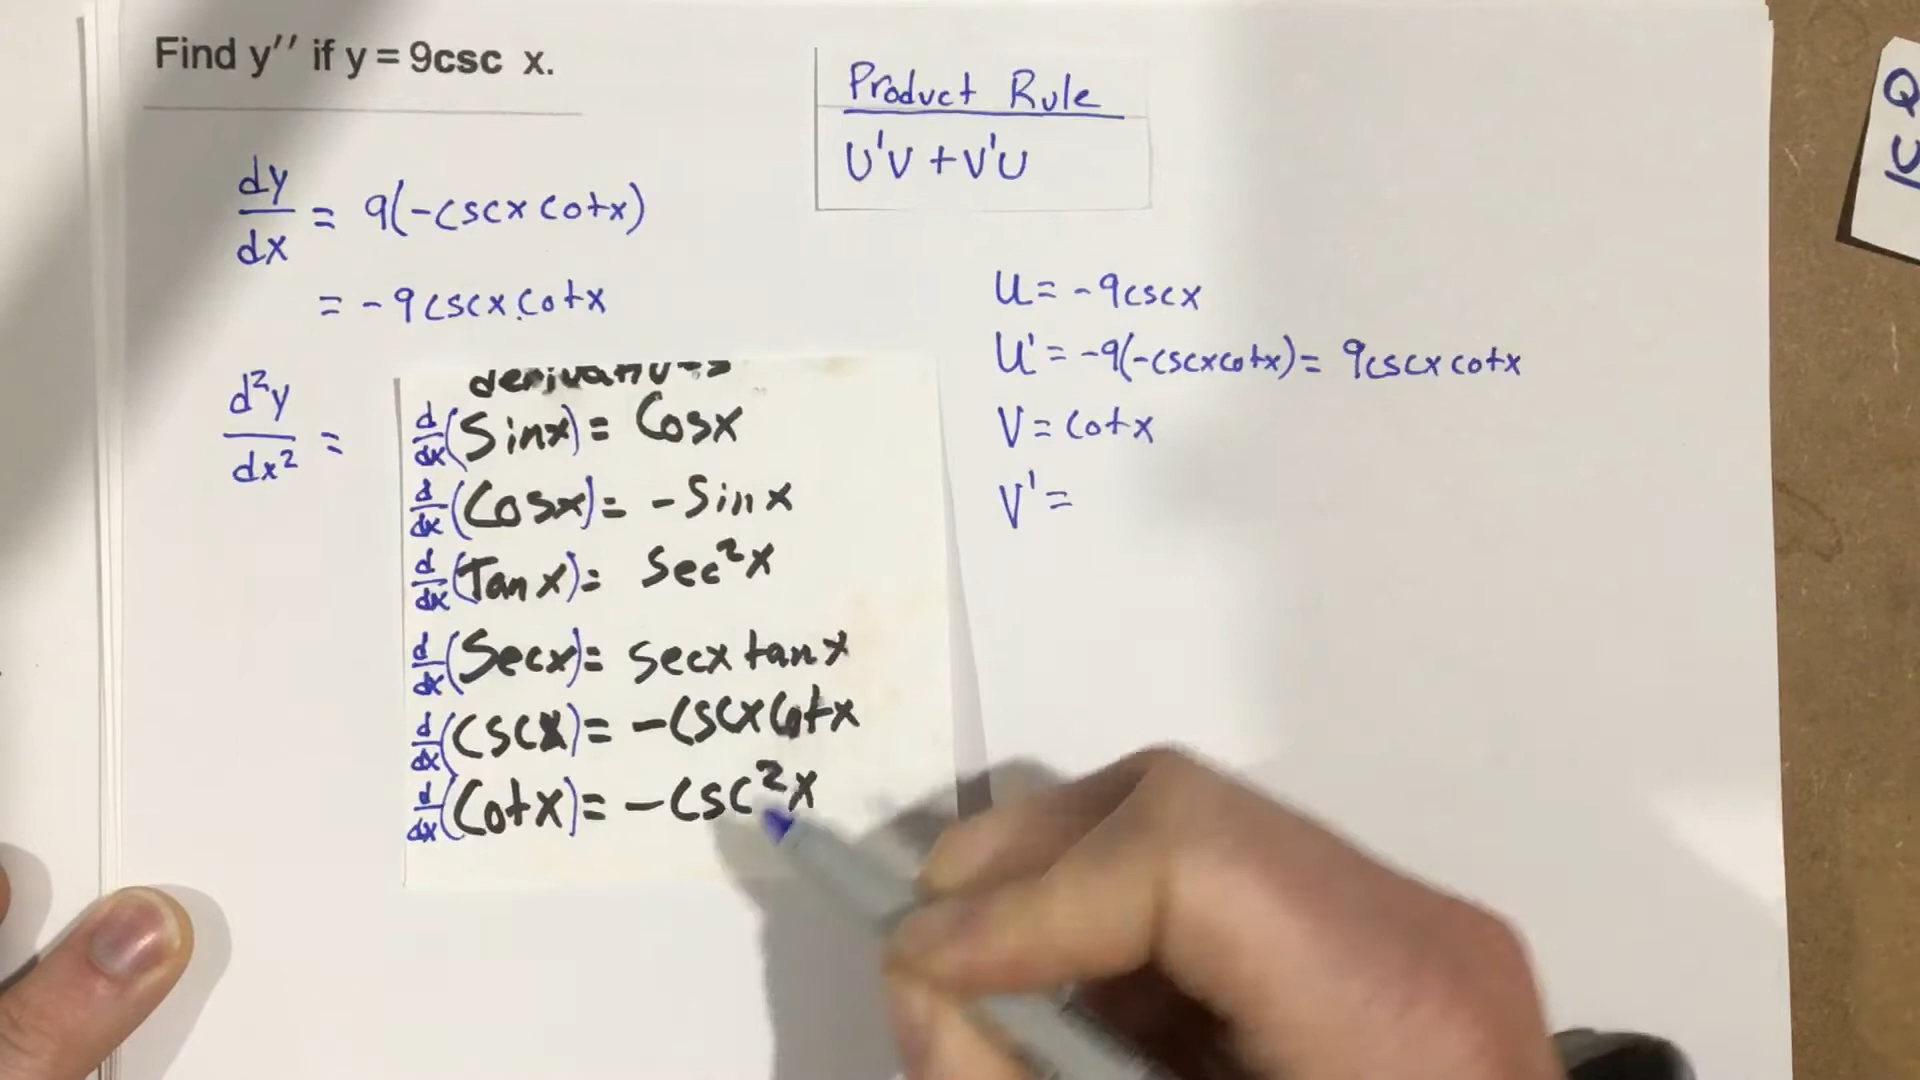 Find y′′ if y = 9csc x.
Product Rule
U'V + V'U
dy/dx = 9(-cscx cotx)
= -9cscx.cotx
U = -9cscx
U' = -9(-cscxcotx) = 9cscx cotx
V = cotx
V' =
d²y/dx² =
derivatives
d/dx(Sinx) = Cosx
d/dx(Cosx) = -Sinx
d/dx(Tanx) = Sec²x
d/dx(Secx) = secx tanx
d/dx(Cscx) = -Cscx Cotx
d/dx(Cotx) = -Csc²x
Q